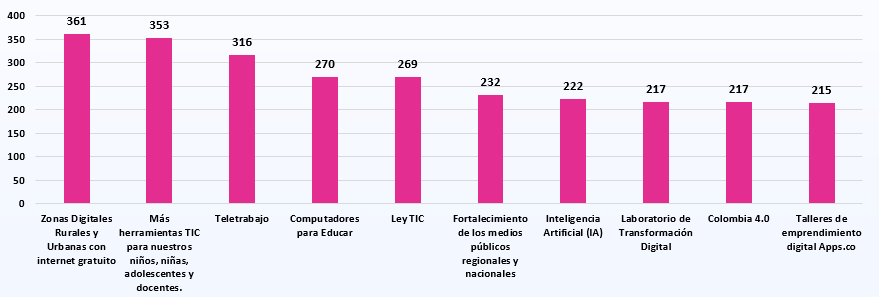 400
350
300
250
200
150
100
50
0
361
353
316
270
269
232
222
217
217
215
Zonas Digitales
Rurales y
Urbanas con
internet gratuito
Más
herramientas TIC
para nuestros
niños, niñas,
adolescentes y
docentes.
Teletrabajo
Computadores
para Educar
Ley TIC
Fortalecimiento
de los medios
públicos
regionales y
nacionales
Inteligencia
Artificial (IA)
Laboratorio de
Transformación
Digital
Colombia 4.0
Talleres de
emprendimiento
digital Apps.co